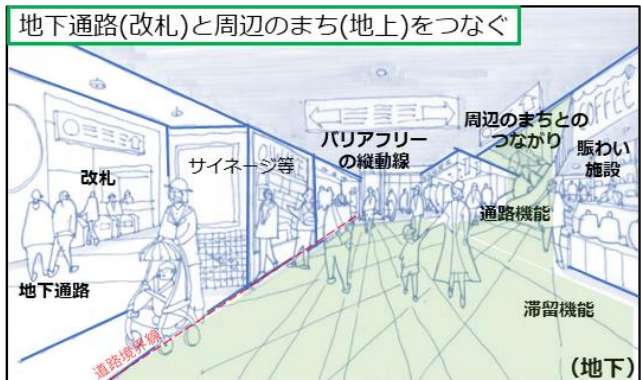 地下通路(改札)と周辺のまち(地上)をつなぐ
改札
サイネージ等
バリアフリー
の縦動線
周辺のまちとの
つながり
COFFEE
賑わい
施設
通路機能
地下通路
滞留機能
道路境界線
(地下)